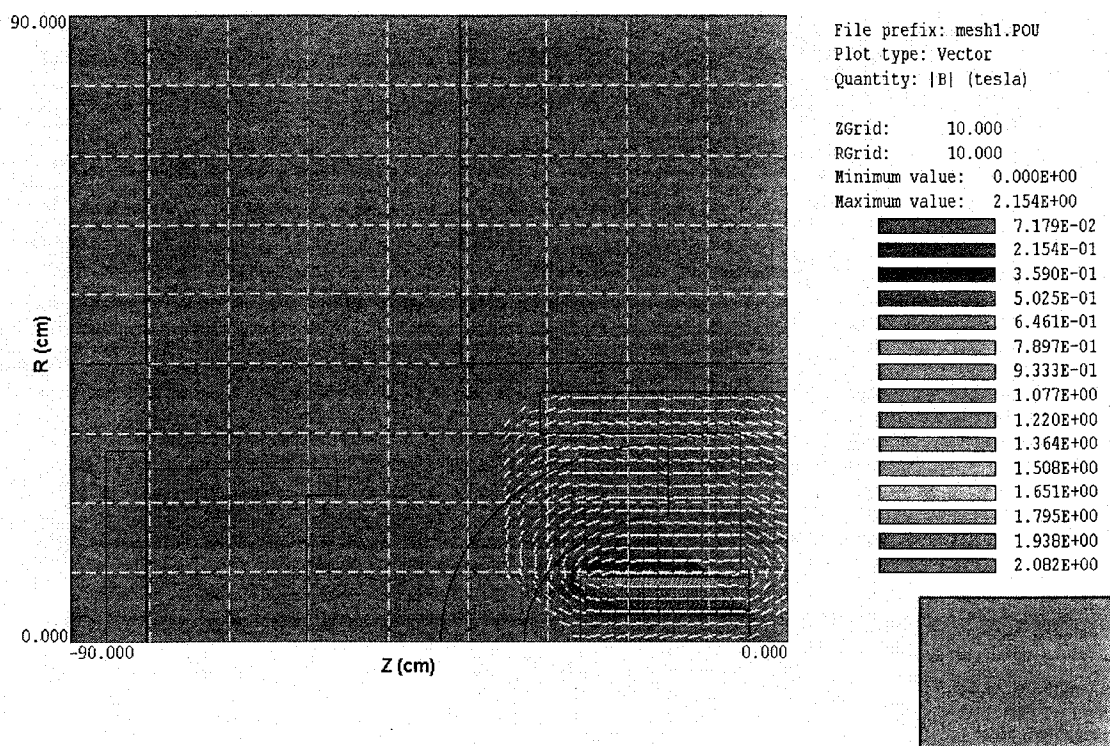 90.000
R (cm)
0.000
-90.000
Z (cm)
0.000
File prefix: mesh1.POU
Plot type: Vector
Quantity: |B| (tesla)
ZGrid: 10.000
RGrid: 10.000
Minimum value: 0.000E+00
Maximum value: 2.154E+00
7.179E-02
2.154E-01
3.590E-01
5.025E-01
6.461E-01
7.897E-01
9.333E-01
1.077E+00
1.220E+00
1.364E+00
1.508E+00
1.651E+00
1.795E+00
1.938E+00
2.082E+00